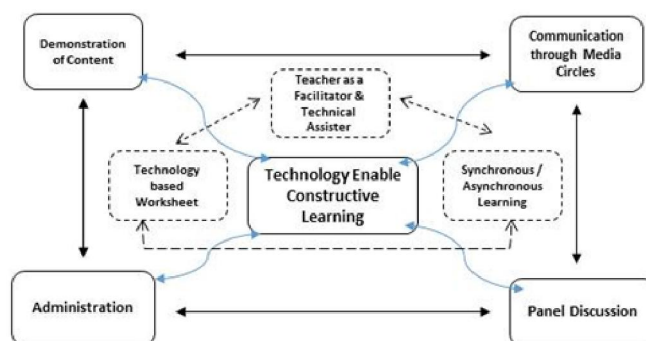 Demonstration
of Content
Communication
through Media
Circles
Teacher as a
Facilitator &
Technical
Assister
Technology
based
Worksheet
Technology Enable
Constructive
Learning
Synchronous /
Asynchronous
Learning
Administration
Panel Discussion